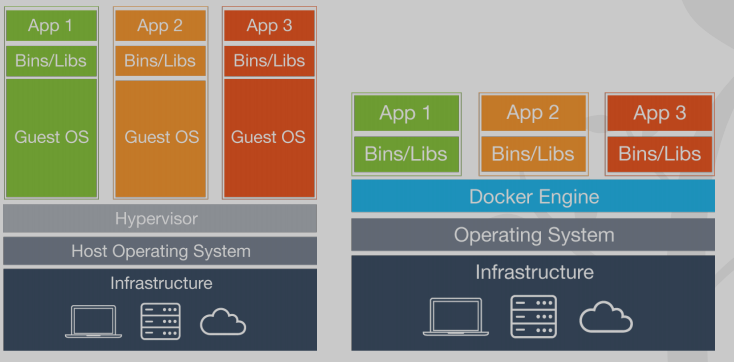 App 1
App 2
App 3
Bins/Libs
Bins/Libs
Bins/Libs
Guest OS
Guest OS
Guest OS
Hypervisor
Host Operating System
Infrastructure
App 1
App 2
App 3
Bins/Libs
Bins/Libs
Bins/Libs
Docker Engine
Operating System
Infrastructure